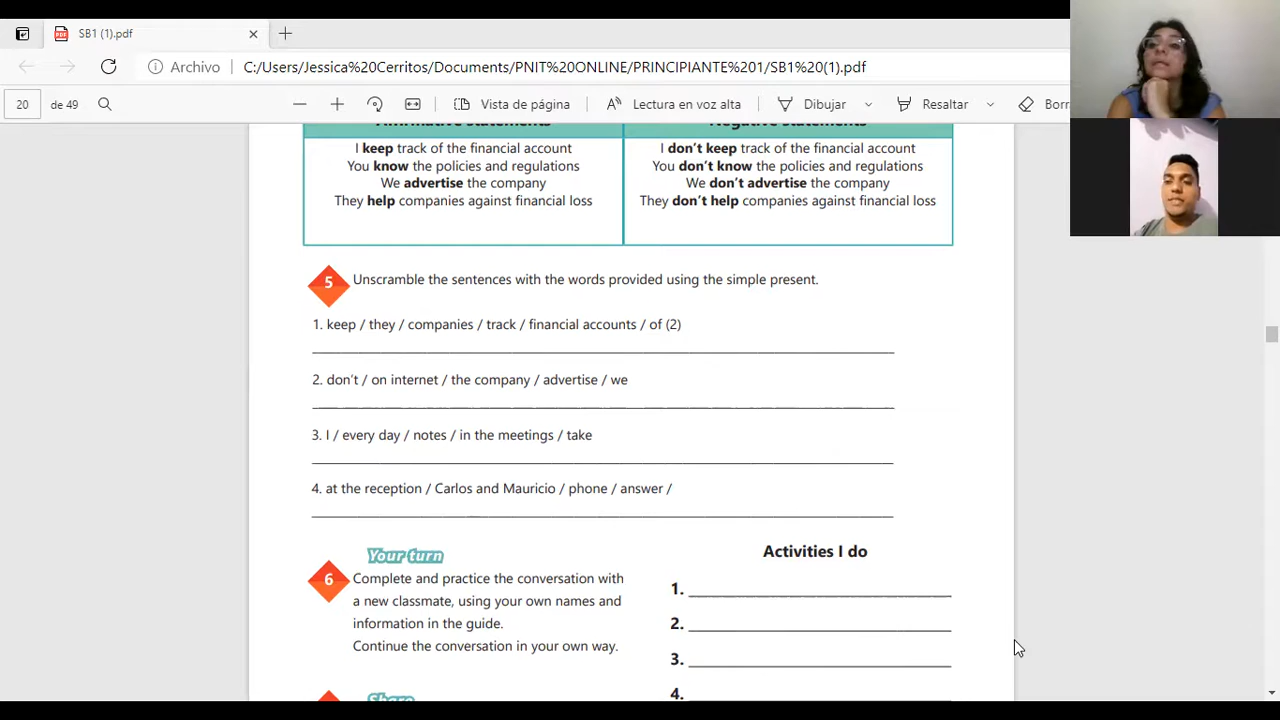 SB1 (1).pdf
Archivo C:/Users/Jessica%20Cerritos/Documents/PNIT%20ONLINE/PRINCIPIANTE%201/SB1%20(1).pdf
20 de 49 Vista de página Lectura en voz alta Dibujar Resaltar Borr
Affirmative statements Negative statements
I keep track of the financial account
You know the policies and regulations
We advertise the company
They help companies against financial loss
I don't keep track of the financial account
You don't know the policies and regulations
We don't advertise the company
They don't help companies against financial loss
5 Unscramble the sentences with the words provided using the simple present.
1. keep / they / companies / track / financial accounts / of (2)
2. don't / on internet / the company / advertise / we
3. I / every day / notes / in the meetings / take
4. at the reception / Carlos and Mauricio / phone / answer /
Your turn
6 Complete and practice the conversation with
a new classmate, using your own names and
information in the guide.
Continue the conversation in your own way.
Activities I do
1.
2.
3.
4.
Share